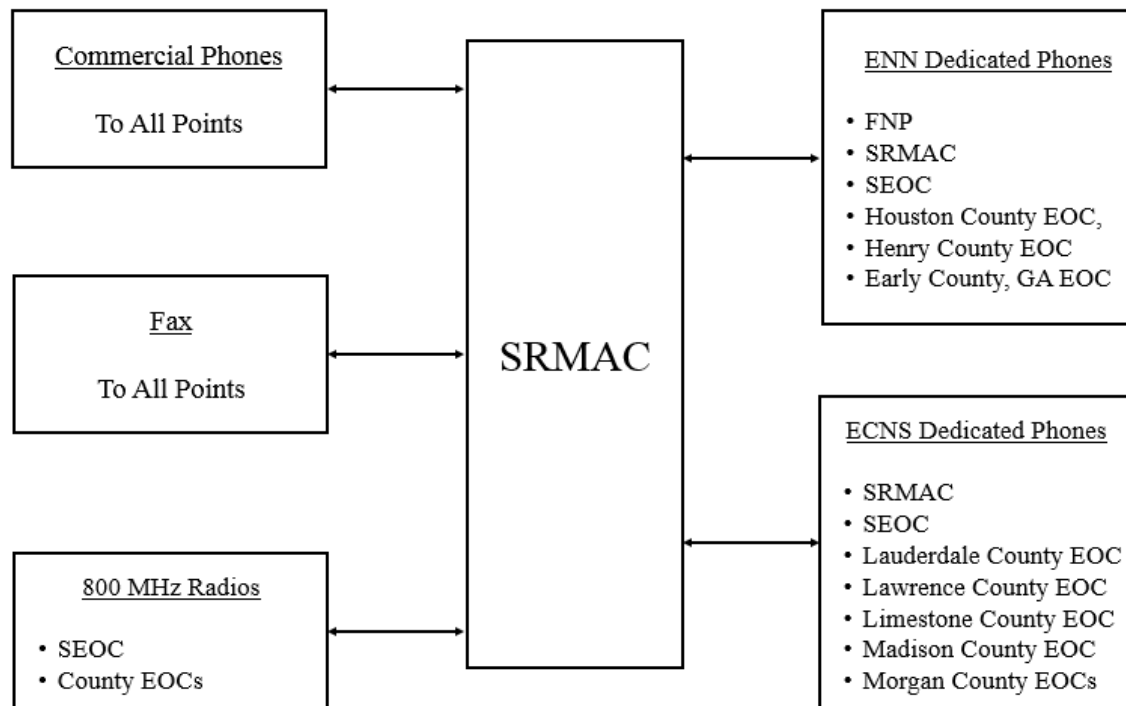 Commercial Phones
To All Points
Fax
To All Points
800 MHz Radios
• SEOC
• County EOCs
SRMAC
ENN Dedicated Phones
• FNP
• SRMAC
• SEOC
• Houston County EOC,
• Henry County EOC
• Early County, GA EOC
ECNS Dedicated Phones
• SRMAC
• SEOC
• Lauderdale County EOC
• Lawrence County EOC
• Limestone County EOC
• Madison County EOC
• Morgan County EOCs